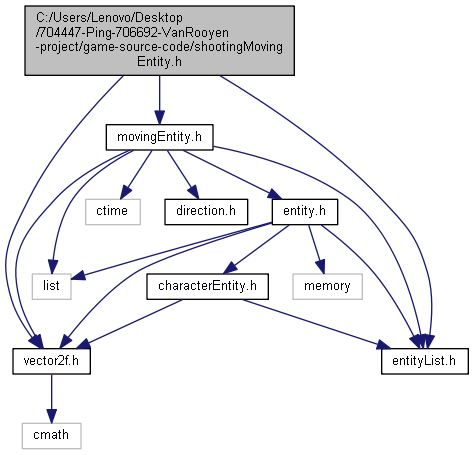 C:/Users/Lenovo/Desktop
/704447-Ping-706692-VanRooyen
-project/game-source-code/shootingMoving
Entity.h
movingEntity.h
ctime
direction.h
entity.h
list
characterEntity.h
memory
vector2f.h
entityList.h
cmath